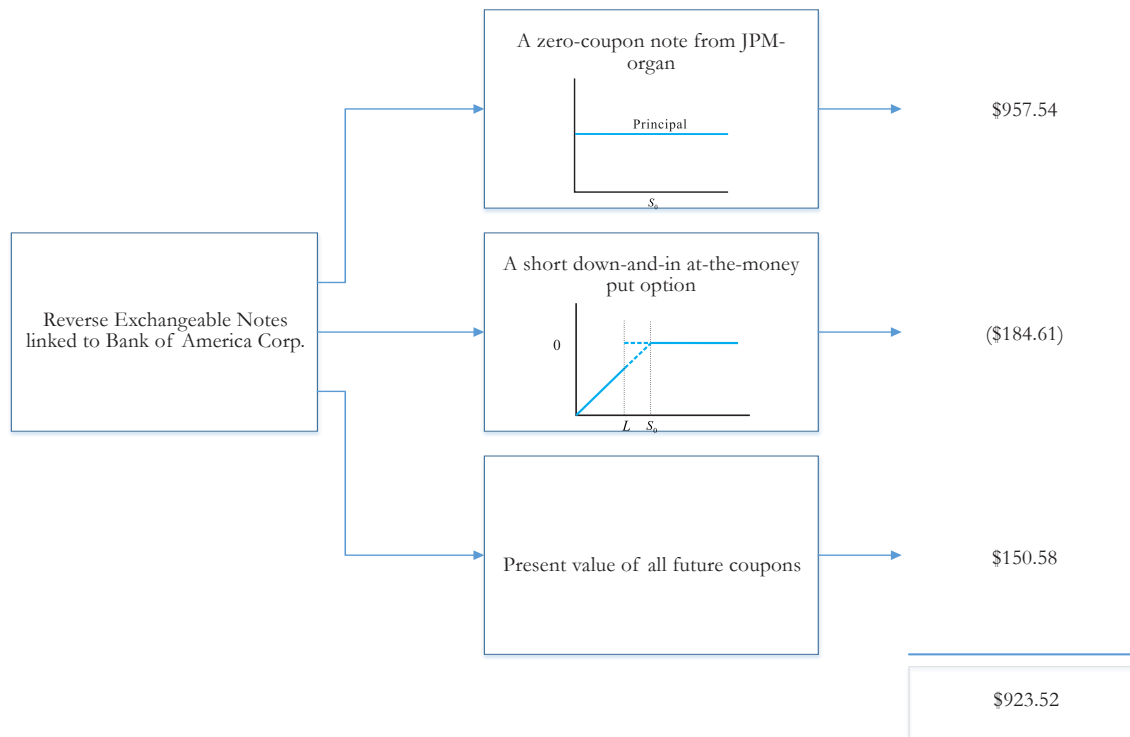 A zero-coupon note from JPM-
organ
Principal
S₀
$957.54
Reverse Exchangeable Notes
linked to Bank of America Corp.
A short down-and-in at-the-money
put option
0
L S₀
($184.61)
Present value of all future coupons
$150.58
$923.52